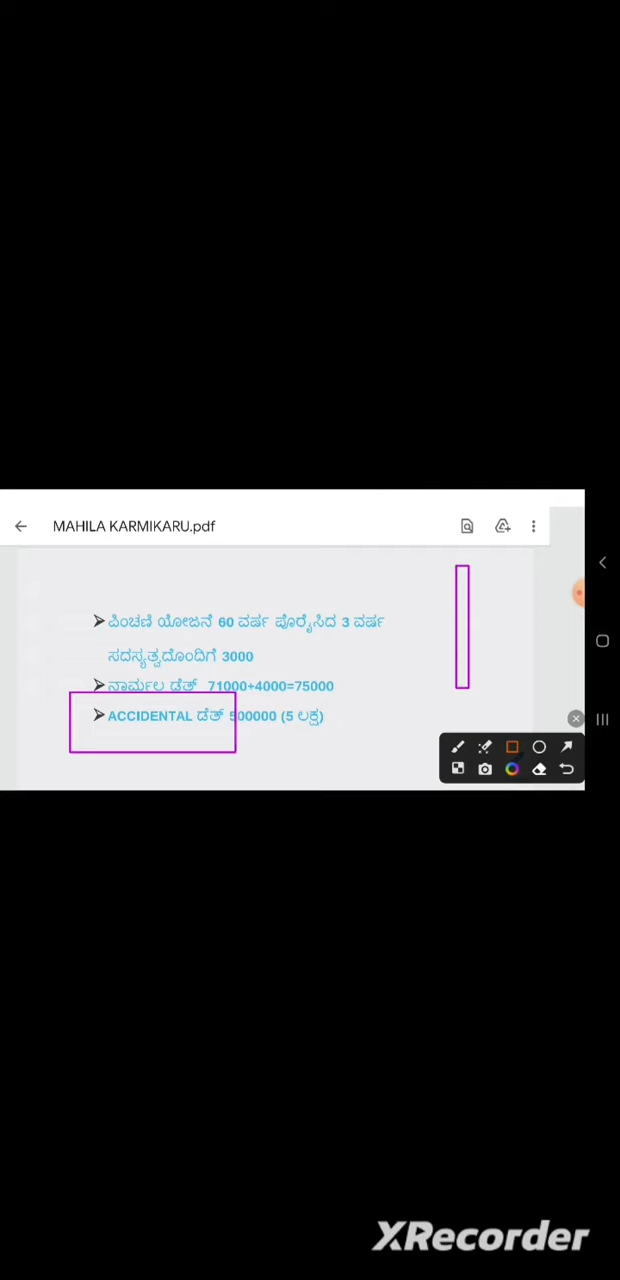 MAHILA KARMIKARU.pdf
➢ ಪಿಂಚಣಿ ಯೋಜನೆ 60 ವರ್ಷ ಪೊರೈಸಿದ 3 ವರ್ಷ
ಸದಸ್ಯತ್ವದೊಂದಿಗೆ 3000
➢ ನಾರ್ಮಲ ಡೆತ್ 71000+4000=75000
➢ ACCIDENTAL ಡೆತ್ 500000 (5 ಲಕ್ಷ)
XRecorder